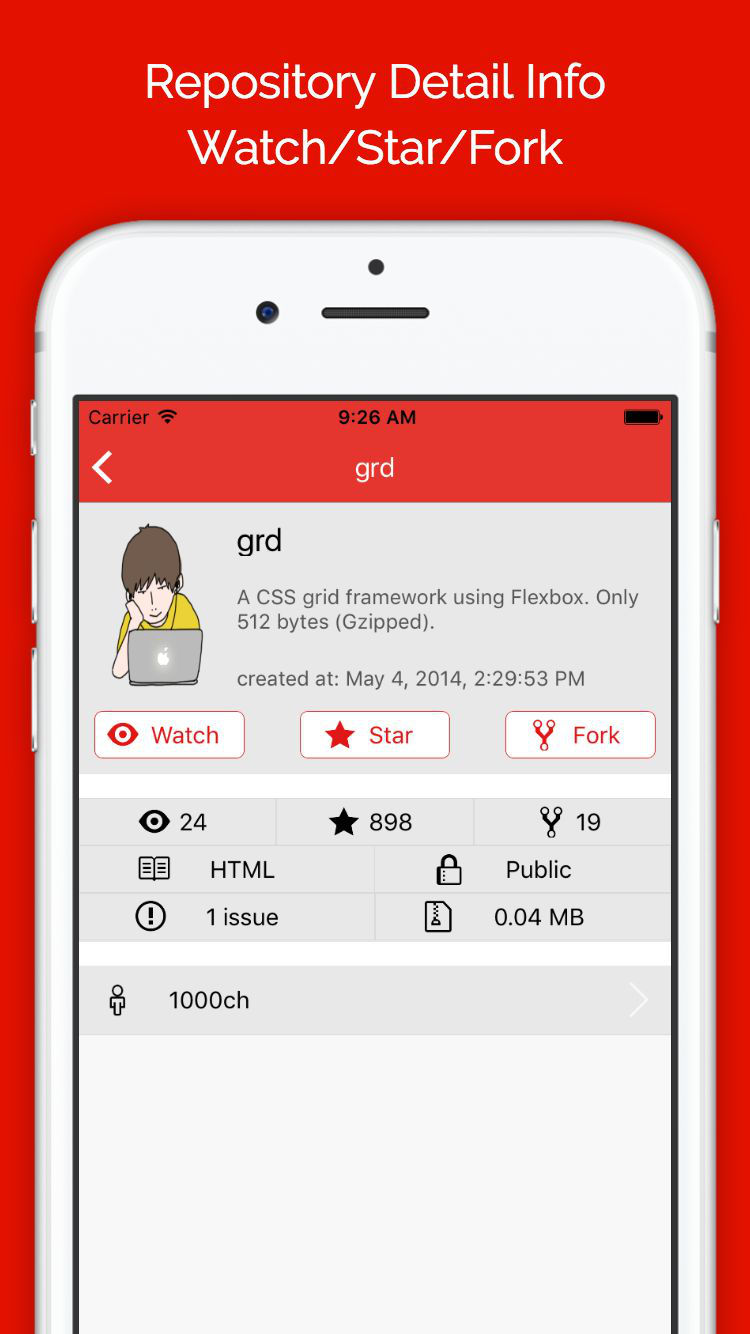 Repository Detail Info
Watch/Star/Fork
Carrier 9:26 AM
grd
grd
A CSS grid framework using Flexbox. Only
512 bytes (Gzipped).
created at: May 4, 2014, 2:29:53 PM
Watch Star Fork
24 898 19
HTML Public
1 issue 0.04 MB
1000ch